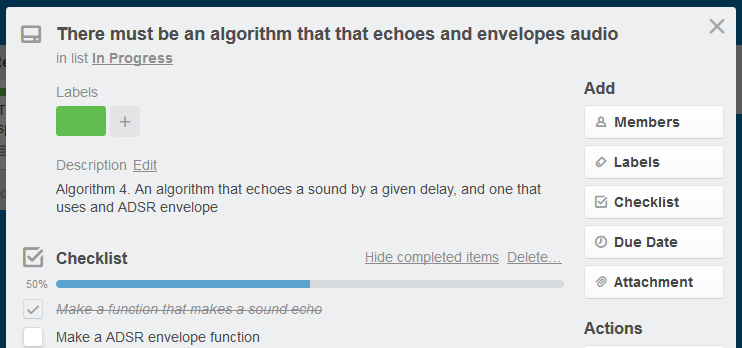 There must be an algorithm that that echoes and envelopes audio
in list In Progress
Labels
+
Description Edit
Algorithm 4. An algorithm that echoes a sound by a given delay, and one that
uses and ADSR envelope
Checklist
Hide completed items Delete...
50%
Make a function that makes a sound echo
Make a ADSR envelope function
Add
Members
Labels
Checklist
Due Date
Attachment
Actions